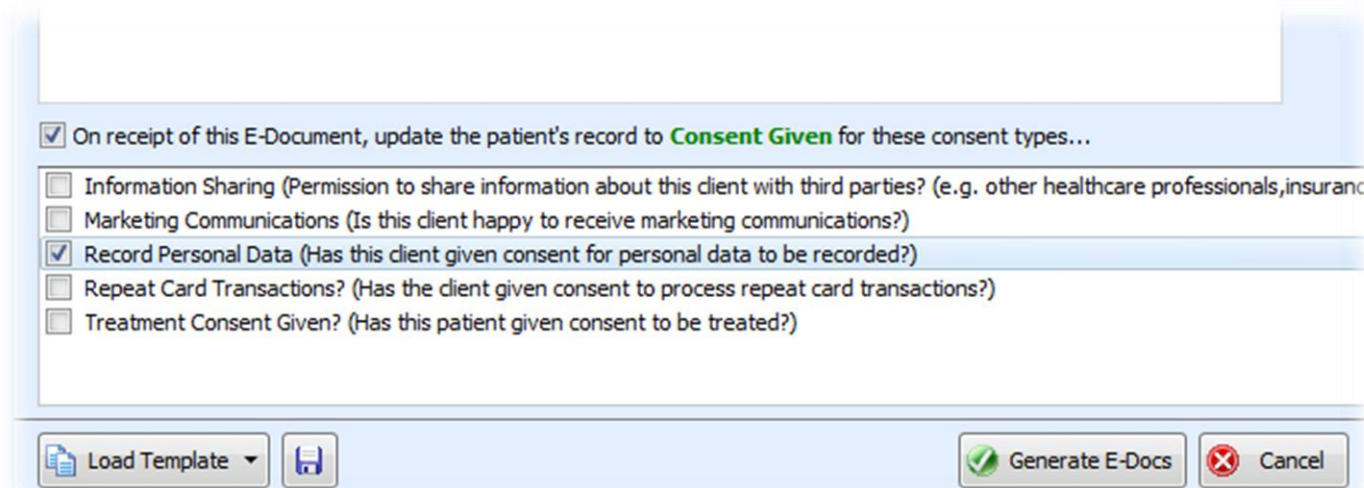 On receipt of this E-Document, update the patient's record to Consent Given for these consent types...
Information Sharing (Permission to share information about this client with third parties? (e.g. other healthcare professionals,insuranc
Marketing Communications (Is this client happy to receive marketing communications?)
Record Personal Data (Has this client given consent for personal data to be recorded?)
Repeat Card Transactions? (Has the client given consent to process repeat card transactions?)
Treatment Consent Given? (Has this patient given consent to be treated?)
Load Template Generate E-Docs Cancel